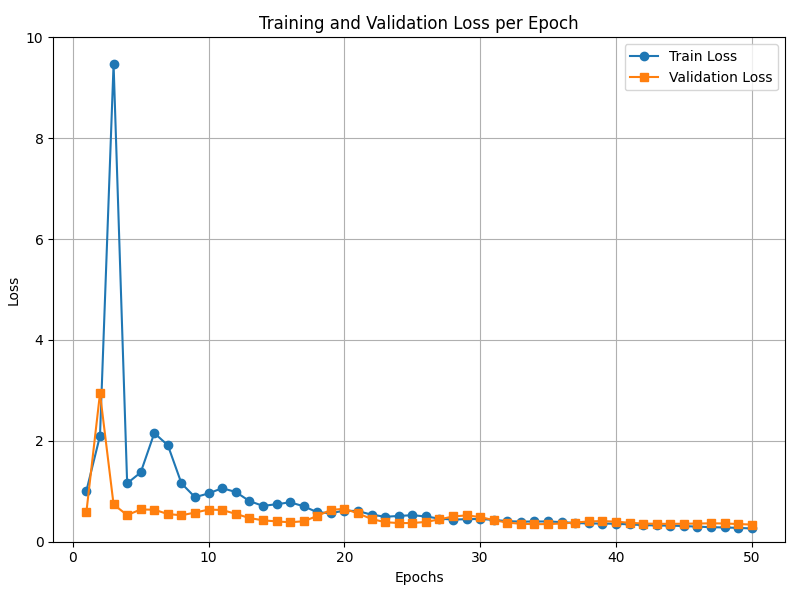 Training and Validation Loss per Epoch
Train Loss
Validation Loss
Loss
10
8
6
4
2
0
0 10 20 30 40 50
Epochs